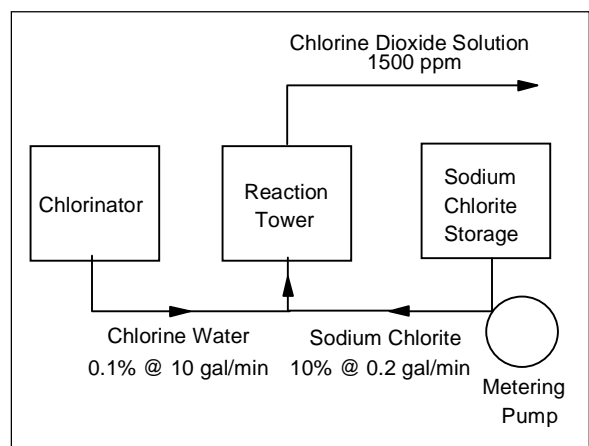 Chlorine Dioxide Solution
1500 ppm
Chlorinator
Reaction
Tower
Sodium
Chlorite
Storage
Chlorine Water
0.1% @ 10 gal/min
Sodium Chlorite
10% @ 0.2 gal/min
Metering
Pump